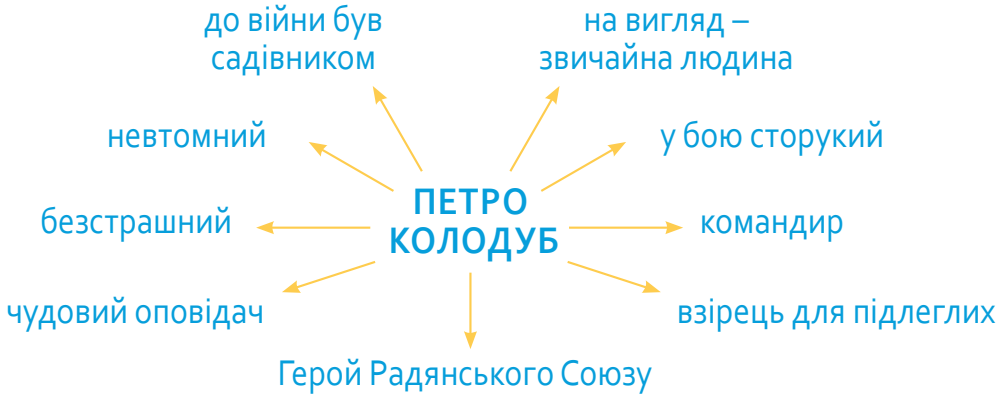 до війни був
садівником
на вигляд –
звичайна людина
невтомний
у бою сторукий
ПЕТРО
КОЛОДУБ
безстрашний
командир
чудовий оповідач
взірець для підлеглих
Герой Радянського Союзу